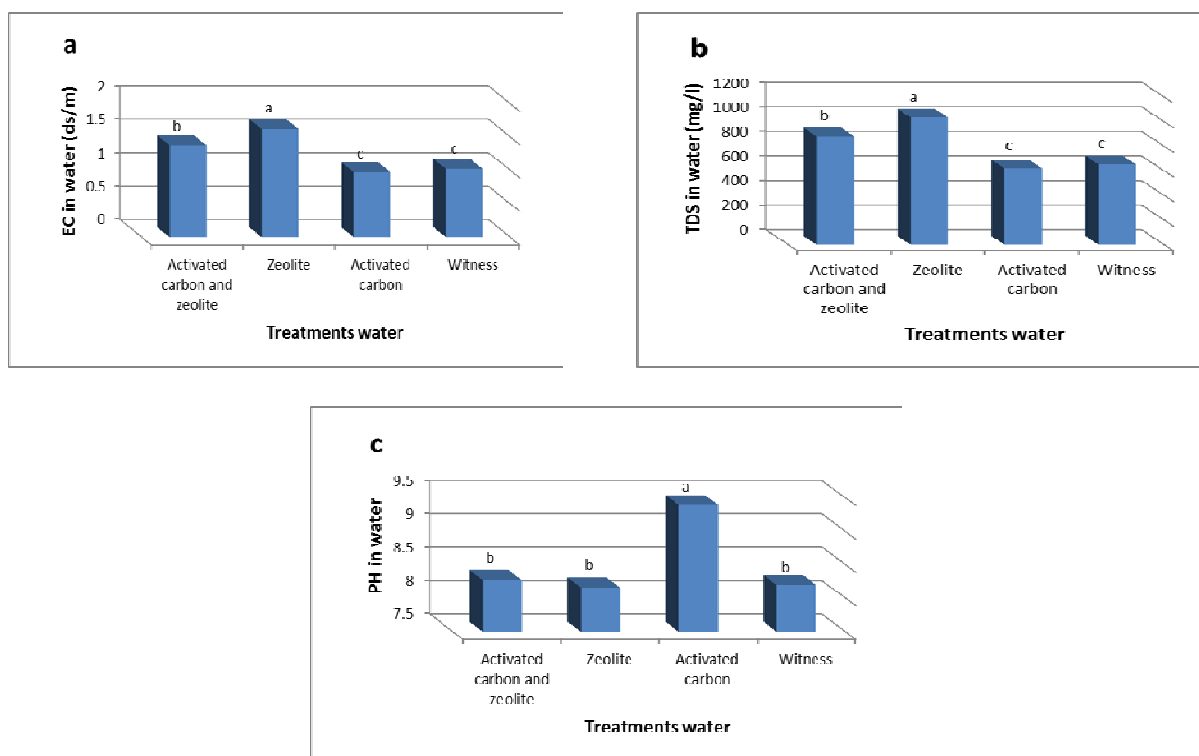 a
EC in water (ds/m)
2
1.5
1
0.5
0
b
a
c
c
Activated
carbon and
zeolite
Zeolite
Activated
carbon
Witness
Treatments water
b
TDS in water (mg/l)
1200
1000
800
600
400
200
0
b
a
c
c
Activated
carbon and
zeolite
Zeolite
Activated
carbon
Witness
Treatments water
c
PH in water
9.5
9
8.5
8
7.5
b
b
a
b
Activated
carbon and
zeolite
Zeolite
Activated
carbon
Witness
Treatments water